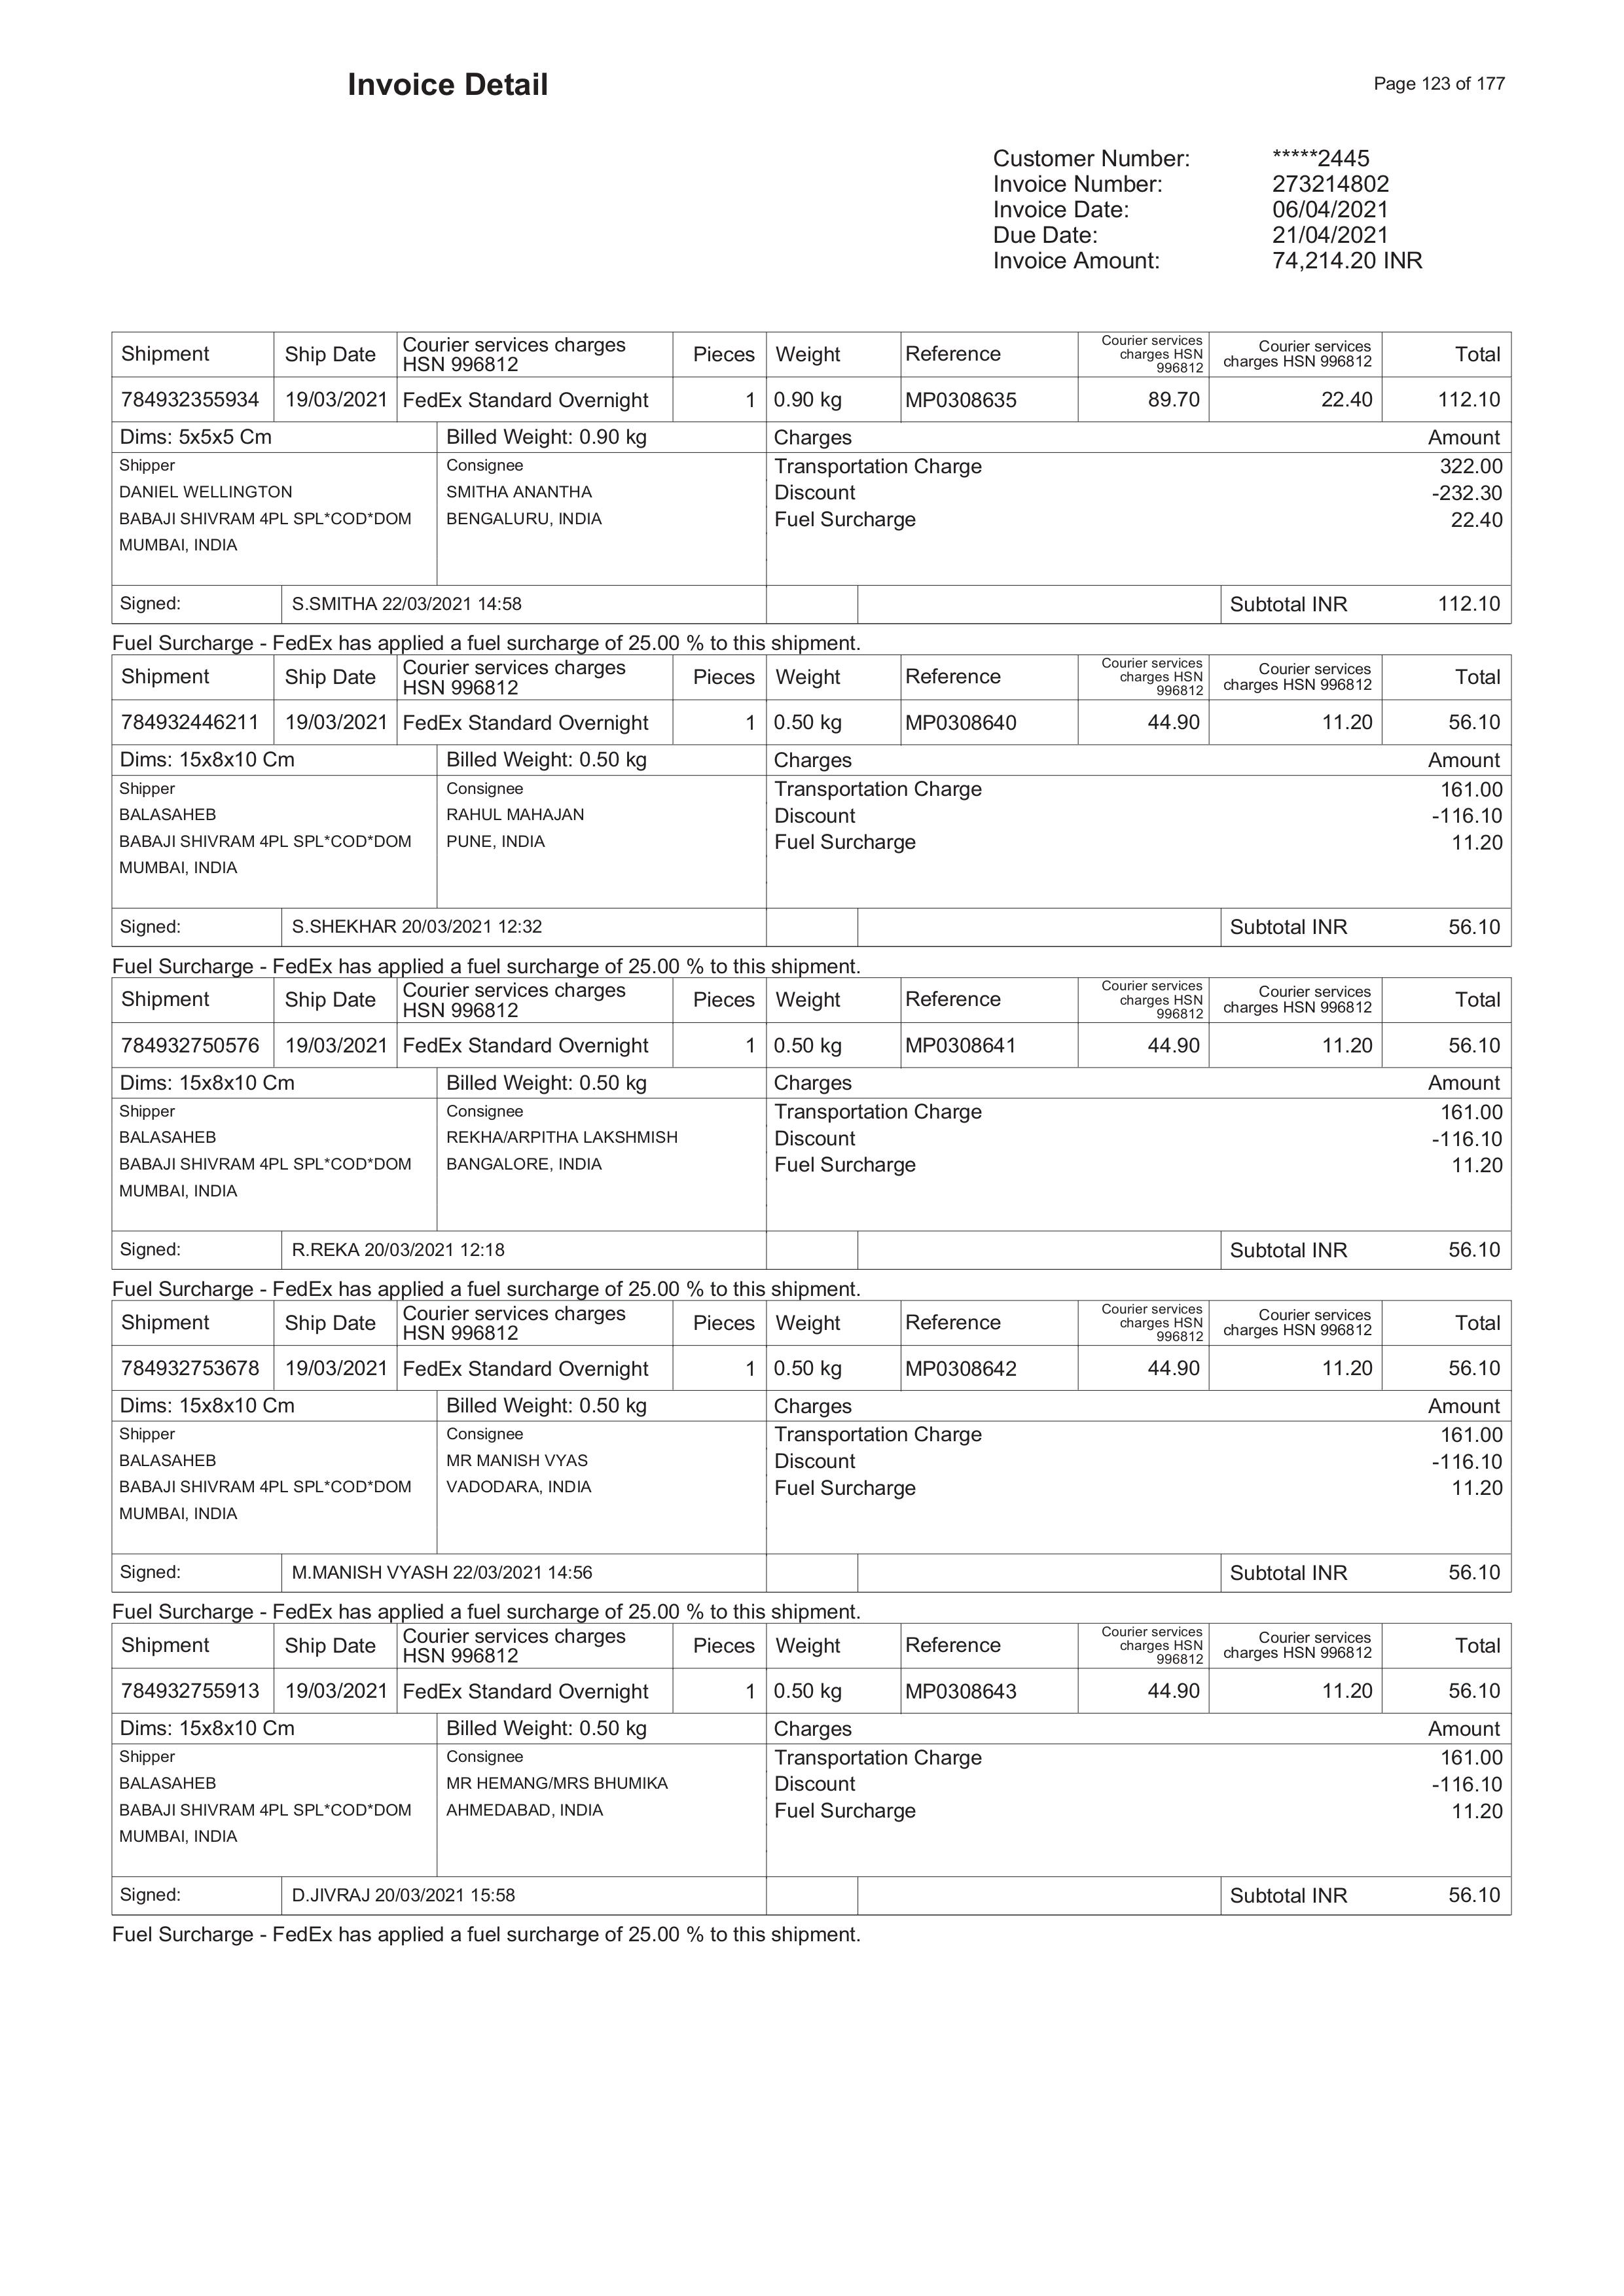 Invoice Detail
Page 123 of 177
Customer Number: *****2445
Invoice Number: 273214802
Invoice Date: 06/04/2021
Due Date: 21/04/2021
Invoice Amount: 74,214.20 INR
Shipment Ship Date Courier services charges HSN 996812 Pieces Weight Reference Courier services charges HSN 996812 Courier services charges HSN 996812 Total
784932355934 19/03/2021 FedEx Standard Overnight 1 0.90 kg MP0308635 89.70 22.40 112.10
Dims: 5x5x5 Cm Billed Weight: 0.90 kg Charges Amount
Shipper Consignee Transportation Charge 322.00
DANIEL WELLINGTON SMITHA ANANTHA Discount -232.30
BABAJI SHIVRAM 4PL SPL*COD*DOM BENGALURU, INDIA Fuel Surcharge 22.40
MUMBAI, INDIA
Signed: S.SMITHA 22/03/2021 14:58 Subtotal INR 112.10
Fuel Surcharge - FedEx has applied a fuel surcharge of 25.00 % to this shipment.
Shipment Ship Date Courier services charges HSN 996812 Pieces Weight Reference Courier services charges HSN 996812 Courier services charges HSN 996812 Total
784932446211 19/03/2021 FedEx Standard Overnight 1 0.50 kg MP0308640 44.90 11.20 56.10
Dims: 15x8x10 Cm Billed Weight: 0.50 kg Charges Amount
Shipper Consignee Transportation Charge 161.00
BALASAHEB RAHUL MAHAJAN Discount -116.10
BABAJI SHIVRAM 4PL SPL*COD*DOM PUNE, INDIA Fuel Surcharge 11.20
MUMBAI, INDIA
Signed: S.SHEKHAR 20/03/2021 12:32 Subtotal INR 56.10
Fuel Surcharge - FedEx has applied a fuel surcharge of 25.00 % to this shipment.
Shipment Ship Date Courier services charges HSN 996812 Pieces Weight Reference Courier services charges HSN 996812 Courier services charges HSN 996812 Total
784932750576 19/03/2021 FedEx Standard Overnight 1 0.50 kg MP0308641 44.90 11.20 56.10
Dims: 15x8x10 Cm Billed Weight: 0.50 kg Charges Amount
Shipper Consignee Transportation Charge 161.00
BALASAHEB REKHA/ARPITHA LAKSHMISH Discount -116.10
BABAJI SHIVRAM 4PL SPL*COD*DOM BANGALORE, INDIA Fuel Surcharge 11.20
MUMBAI, INDIA
Signed: R.REKA 20/03/2021 12:18 Subtotal INR 56.10
Fuel Surcharge - FedEx has applied a fuel surcharge of 25.00 % to this shipment.
Shipment Ship Date Courier services charges HSN 996812 Pieces Weight Reference Courier services charges HSN 996812 Courier services charges HSN 996812 Total
784932753678 19/03/2021 FedEx Standard Overnight 1 0.50 kg MP0308642 44.90 11.20 56.10
Dims: 15x8x10 Cm Billed Weight: 0.50 kg Charges Amount
Shipper Consignee Transportation Charge 161.00
BALASAHEB MR MANISH VYAS Discount -116.10
BABAJI SHIVRAM 4PL SPL*COD*DOM VADODARA, INDIA Fuel Surcharge 11.20
MUMBAI, INDIA
Signed: M.MANISH VYASH 22/03/2021 14:56 Subtotal INR 56.10
Fuel Surcharge - FedEx has applied a fuel surcharge of 25.00 % to this shipment.
Shipment Ship Date Courier services charges HSN 996812 Pieces Weight Reference Courier services charges HSN 996812 Courier services charges HSN 996812 Total
784932755913 19/03/2021 FedEx Standard Overnight 1 0.50 kg MP0308643 44.90 11.20 56.10
Dims: 15x8x10 Cm Billed Weight: 0.50 kg Charges Amount
Shipper Consignee Transportation Charge 161.00
BALASAHEB MR HEMANG/MRS BHUMIKA Discount -116.10
BABAJI SHIVRAM 4PL SPL*COD*DOM AHMEDABAD, INDIA Fuel Surcharge 11.20
MUMBAI, INDIA
Signed: D.JIVRAJ 20/03/2021 15:58 Subtotal INR 56.10
Fuel Surcharge - FedEx has applied a fuel surcharge of 25.00 % to this shipment.